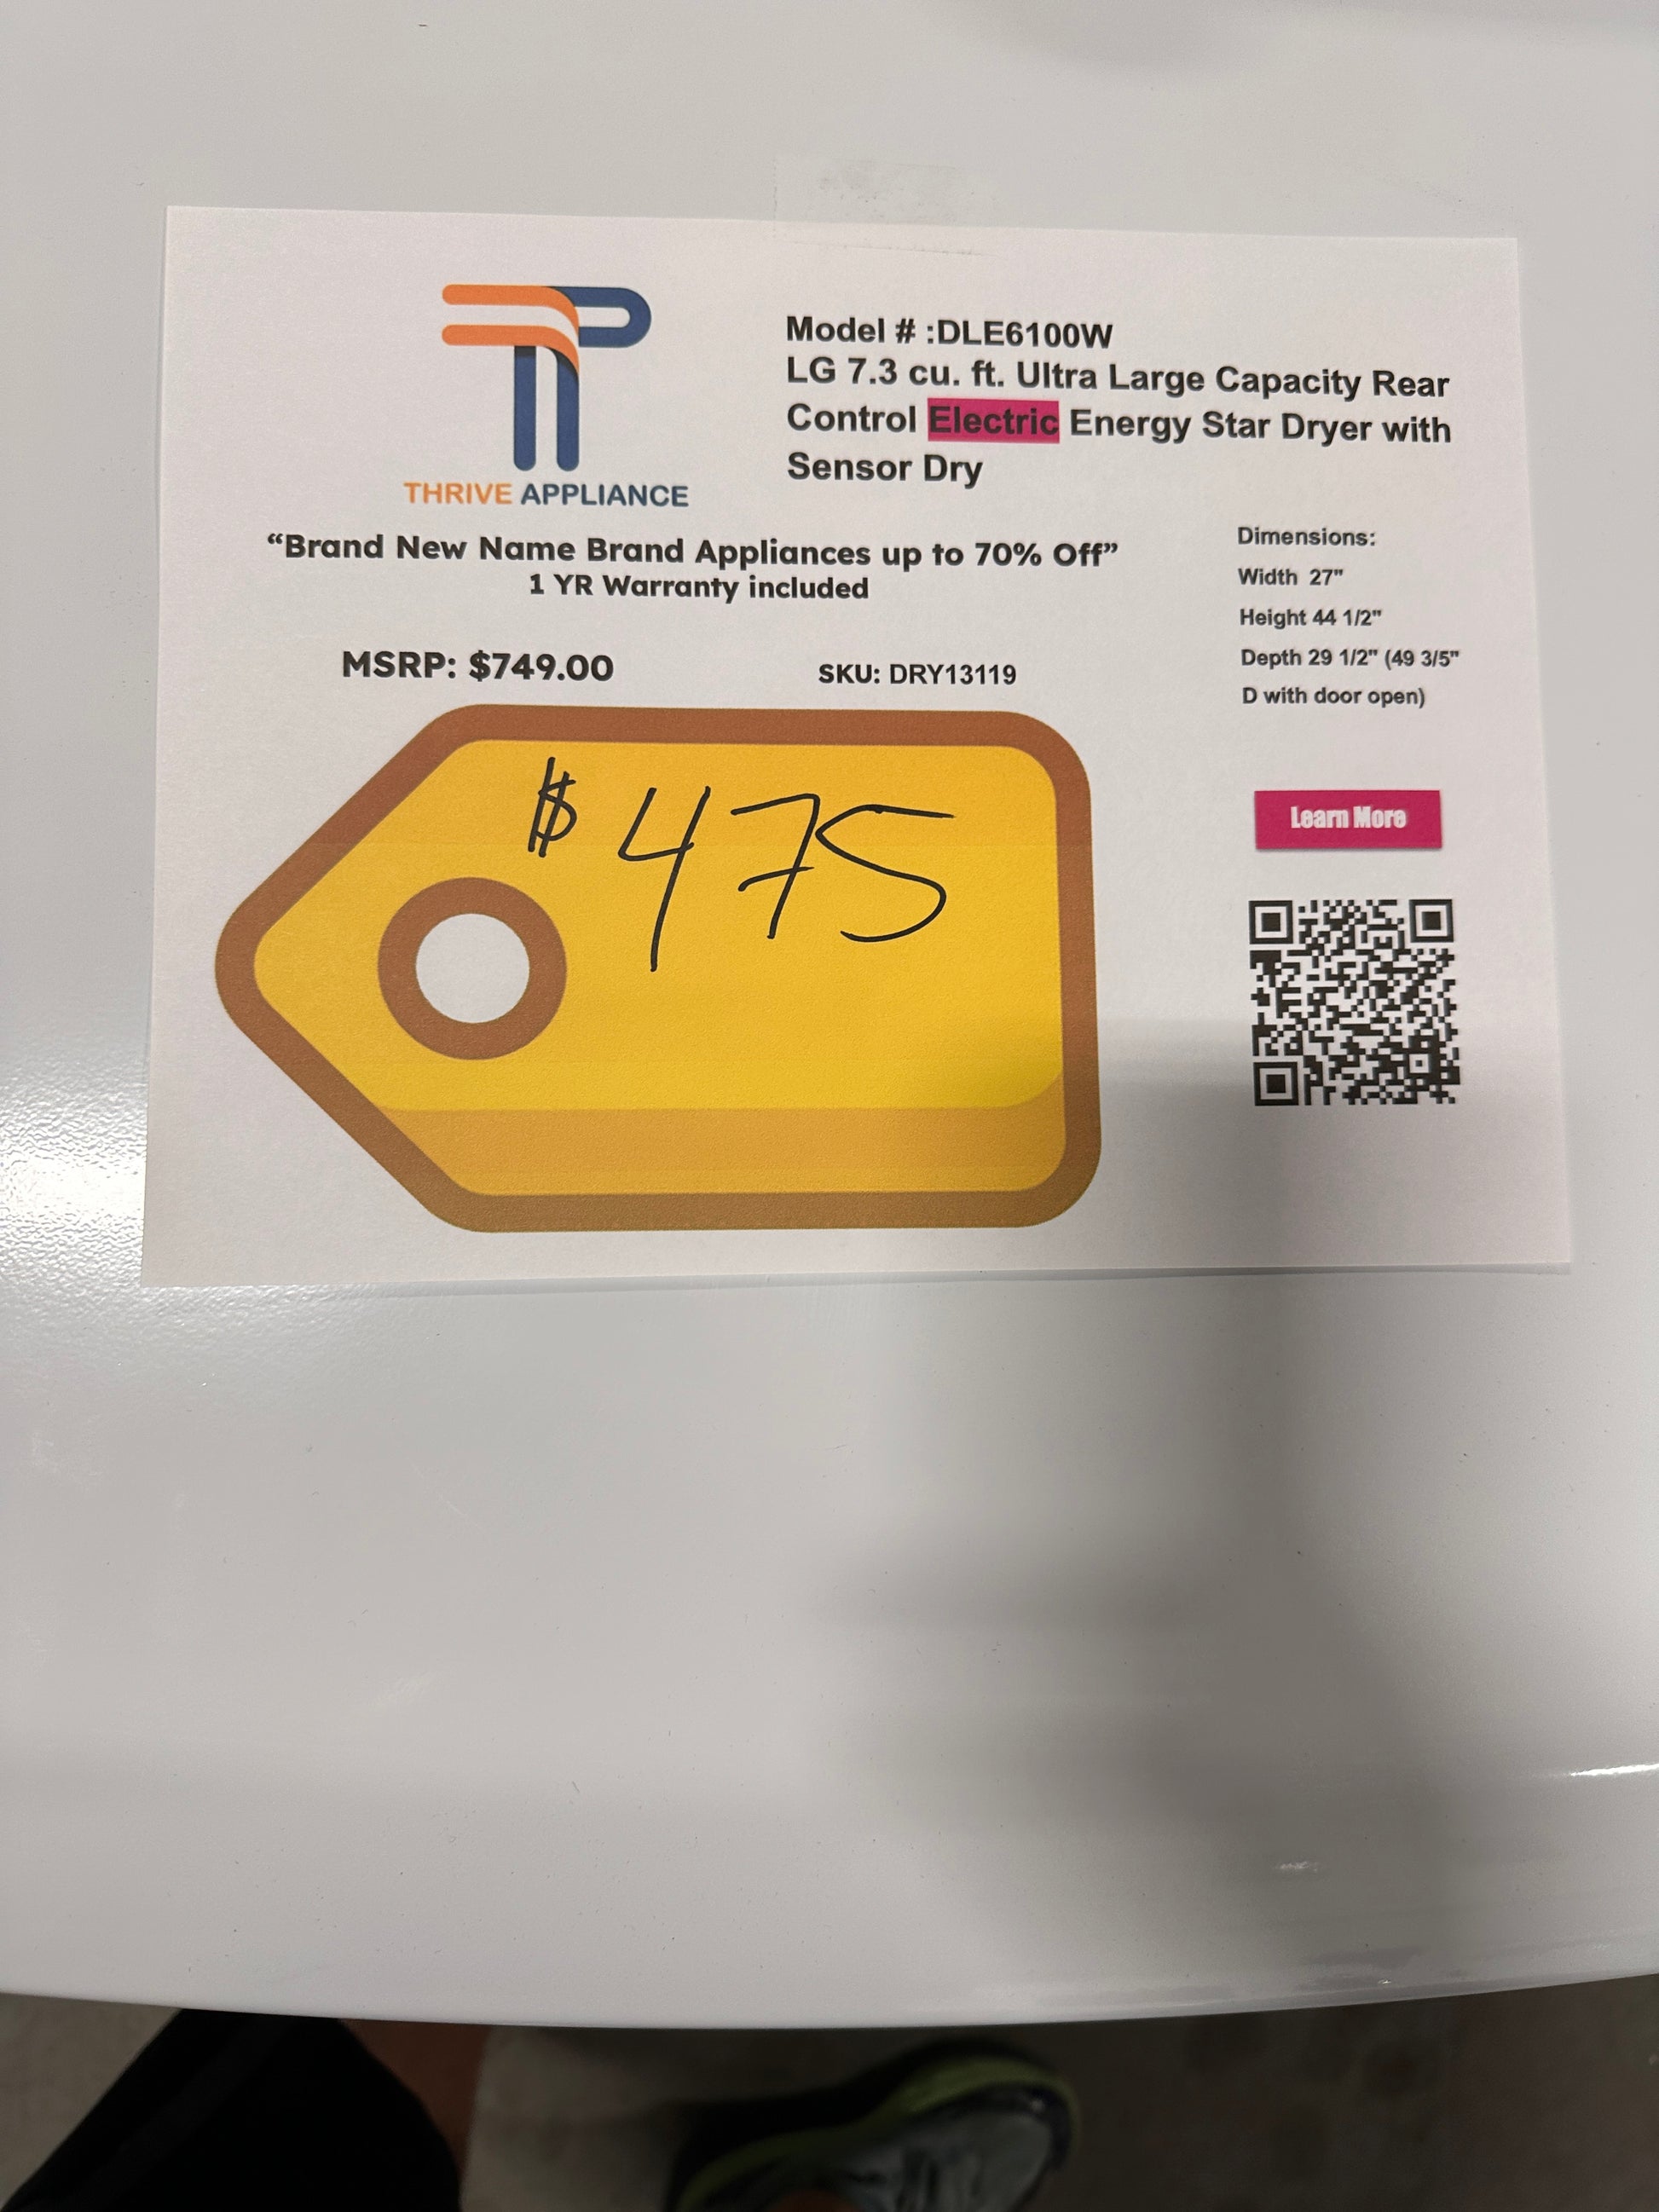 THRIVE APPLIANCE
Model # :DLE6100W
LG 7.3 cu. ft. Ultra Large Capacity Rear
Control Electric Energy Star Dryer with
Sensor Dry
“Brand New Name Brand Appliances up to 70% Off”
1 YR Warranty included
MSRP: $749.00
SKU: DRY13119
Dimensions:
Width 27"
Height 44 1/2"
Depth 29 1/2" (49 3/5"
D with door open)
$ 475
Learn More